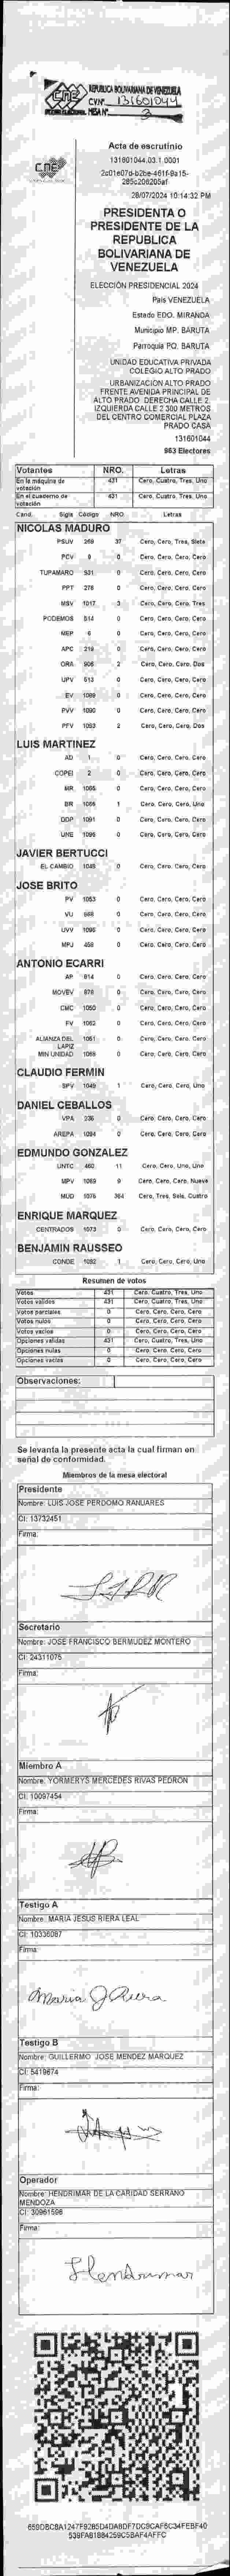 CNE
REPUBLICA BOLIVARIANA DE VENEZUELA
131601044
MESA Nº 3
CNE
Acta de escrutinio
131601044.03.1.0001
28/07/2024 10:14:32 PM
PRESIDENTA O
PRESIDENTE DE LA
REPUBLICA
BOLIVARIANA DE
VENEZUELA
ELECCIÓN PRESIDENCIAL 2024
País VENEZUELA
Estado EDO. MIRANDA
Municipio MP. BARUTA
Parroquia PQ. BARUTA
UNIDAD EDUCATIVA PRIVADA
COLEGIO ALTO PRADO
URBANIZACIÓN ALTO PRADO
FRENTE AVENIDA PRINCIPAL DE
ALTO PRADO. DERECHA CALLE 2.
IZQUIERDA CALLE 2 300 METROS
DEL CENTRO COMERCIAL PLAZA
PRADO CASA
131601044
963 Electores
Votantes NRO. Letras
En la máquina de votación 431 Cero, Cuatro, Tres, Uno
En el cuaderno de votación 431 Cero, Cuatro, Tres, Uno
Cand. Sigla Código NRO Letras
NICOLAS MADURO
PSUV 269 37 Cero, Cero, Tres, Siete
PCV 0 Cero, Cero, Cero, Cero
TUPAMARO 531 0 Cero, Cero, Cero, Cero
PPT 278 0 Cero, Cero, Cero, Cero
MSV 1017 3 Cero, Cero, Cero, Tres
PODEMOS 514 0 Cero, Cero, Cero, Cero
MEP 6 0 Cero, Cero, Cero, Cero
APC 219 0 Cero, Cero, Cero, Cero
ORA 906 2 Cero, Cero, Cero, Dos
UPV 613 0 Cero, Cero, Cero, Cero
EV 1089 0 Cero, Cero, Cero, Cero
PVV 1090 0 Cero, Cero, Cero, Cero
PFV 1093 2 Cero, Cero, Cero, Dos
LUIS MARTINEZ
AD 1 0 Cero, Cero, Cero, Cero
COPEI 2 0 Cero, Cero, Cero, Cero
MR 1065 0 Cero, Cero, Cero, Cero
BR 1066 1 Cero, Cero, Cero, Uno
DDP 1091 0 Cero, Cero, Cero, Cero
UNE 1096 0 Cero, Cero, Cero, Cero
JAVIER BERTUCCI
EL CAMBIO 1045 0 Cero, Cero, Cero, Cero
JOSE BRITO
PV 1053 0 Cero, Cero, Cero, Cero
VU 968 0 Cero, Cero, Cero, Cero
UVV 1095 0 Cero, Cero, Cero, Cero
MPJ 458 0 Cero, Cero, Cero, Cero
ANTONIO ECARRI
AP 914 0 Cero, Cero, Cero, Cero
MOVEV 978 0 Cero, Cero, Cero, Cero
CMC 1050 0 Cero, Cero, Cero, Cero
FV 1062 0 Cero, Cero, Cero, Cero
ALIANZA DEL LAPIZ 1061 0 Cero, Cero, Cero, Cero
MIN UNIDAD 1069 0 Cero, Cero, Cero, Cero
CLAUDIO FERMIN
SPV 1049 1 Cero, Cero, Cero, Uno
DANIEL CEBALLOS
VPA 236 0 Cero, Cero, Cero, Cero
AREPA 1094 0 Cero, Cero, Cero, Cero
EDMUNDO GONZALEZ
UNTC 460 11 Cero, Cero, Uno, Uno
MPV 1069 9 Cero, Cero, Cero, Nueve
MUD 1076 364 Cero, Tres, Seis, Cuatro
ENRIQUE MARQUEZ
CENTRADOS 1073 0 Cero, Cero, Cero, Cero
BENJAMIN RAUSSEO
CONDE 1092 1 Cero, Cero, Cero, Uno
Resumen de votos
Votos 431 Cero, Cuatro, Tres, Uno
Votos validos 431 Cero, Cuatro, Tres, Uno
Votos parciales 0 Cero, Cero, Cero, Cero
Votos nulos 0 Cero, Cero, Cero, Cero
Votos vacios 0 Cero, Cero, Cero, Cero
Opciones validas 431 Cero, Cuatro, Tres, Uno
Opciones nulas 0 Cero, Cero, Cero, Cero
Opciones vacias 0 Cero, Cero, Cero, Cero
Observaciones:
Se levanta la presente acta la cual firman en
señal de conformidad.
Miembros de la mesa electoral
Presidente
Nombre: LUIS JOSE PERDOMO RANUARES
CI: 13732451
Firma:
Secretario
Nombre: JOSE FRANCISCO BERMUDEZ MONTERO
CI: 24311075
Firma:
Miembro A
Nombre: YORMERYS MERCEDES RIVAS PEDRON
CI: 10097454
Firma:
Testigo A
Nombre: MARIA JESUS RIERA LEAL
CI: 10336087
Firma:
Maria J Riera
Testigo B
Nombre: GUILLERMO JOSE MENDEZ MARQUEZ
CI: 5419674
Firma:
Operador
Nombre: HENDRIMAR DE LA CARIDAD SERRANO
MENDOZA
CI: 30961596
Firma:
Hendrimar